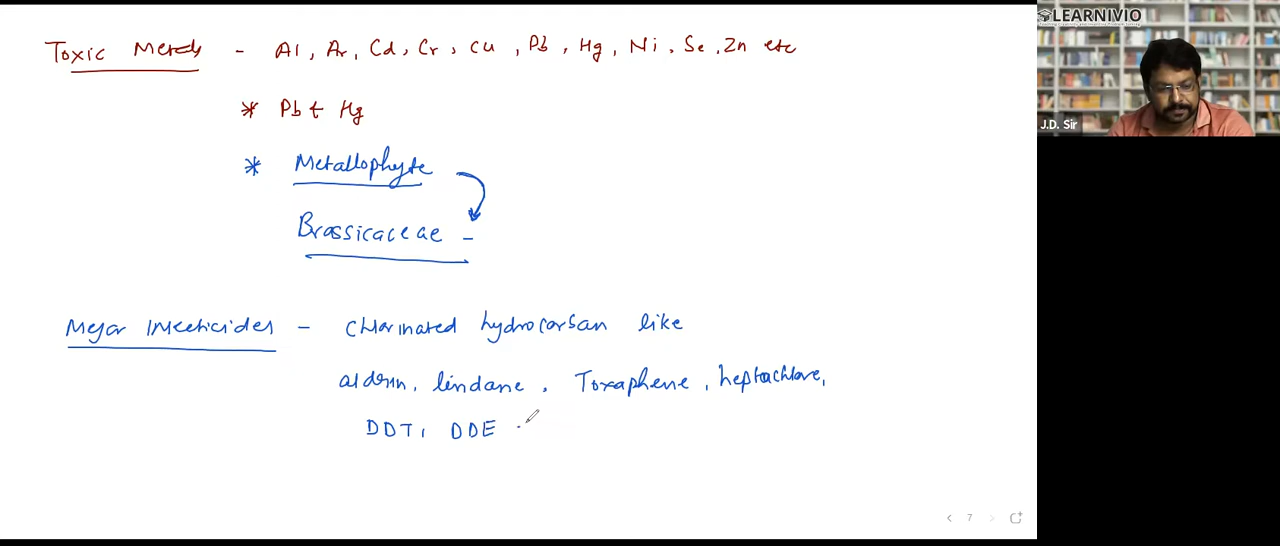 Toxic Metals - Al, Ar, Cd, Cr, Cu, Pb, Hg, Ni, Se, Zn etc
* Pb & Hg
* Metallophyte
Brassicaceae -
Major Insecticides - Chlorinated hydrocarbon like
aldrin, lindane, Toxaphene, heptachlore,
DDT, DDE
7
LEARNIVIO
J.D. Sir